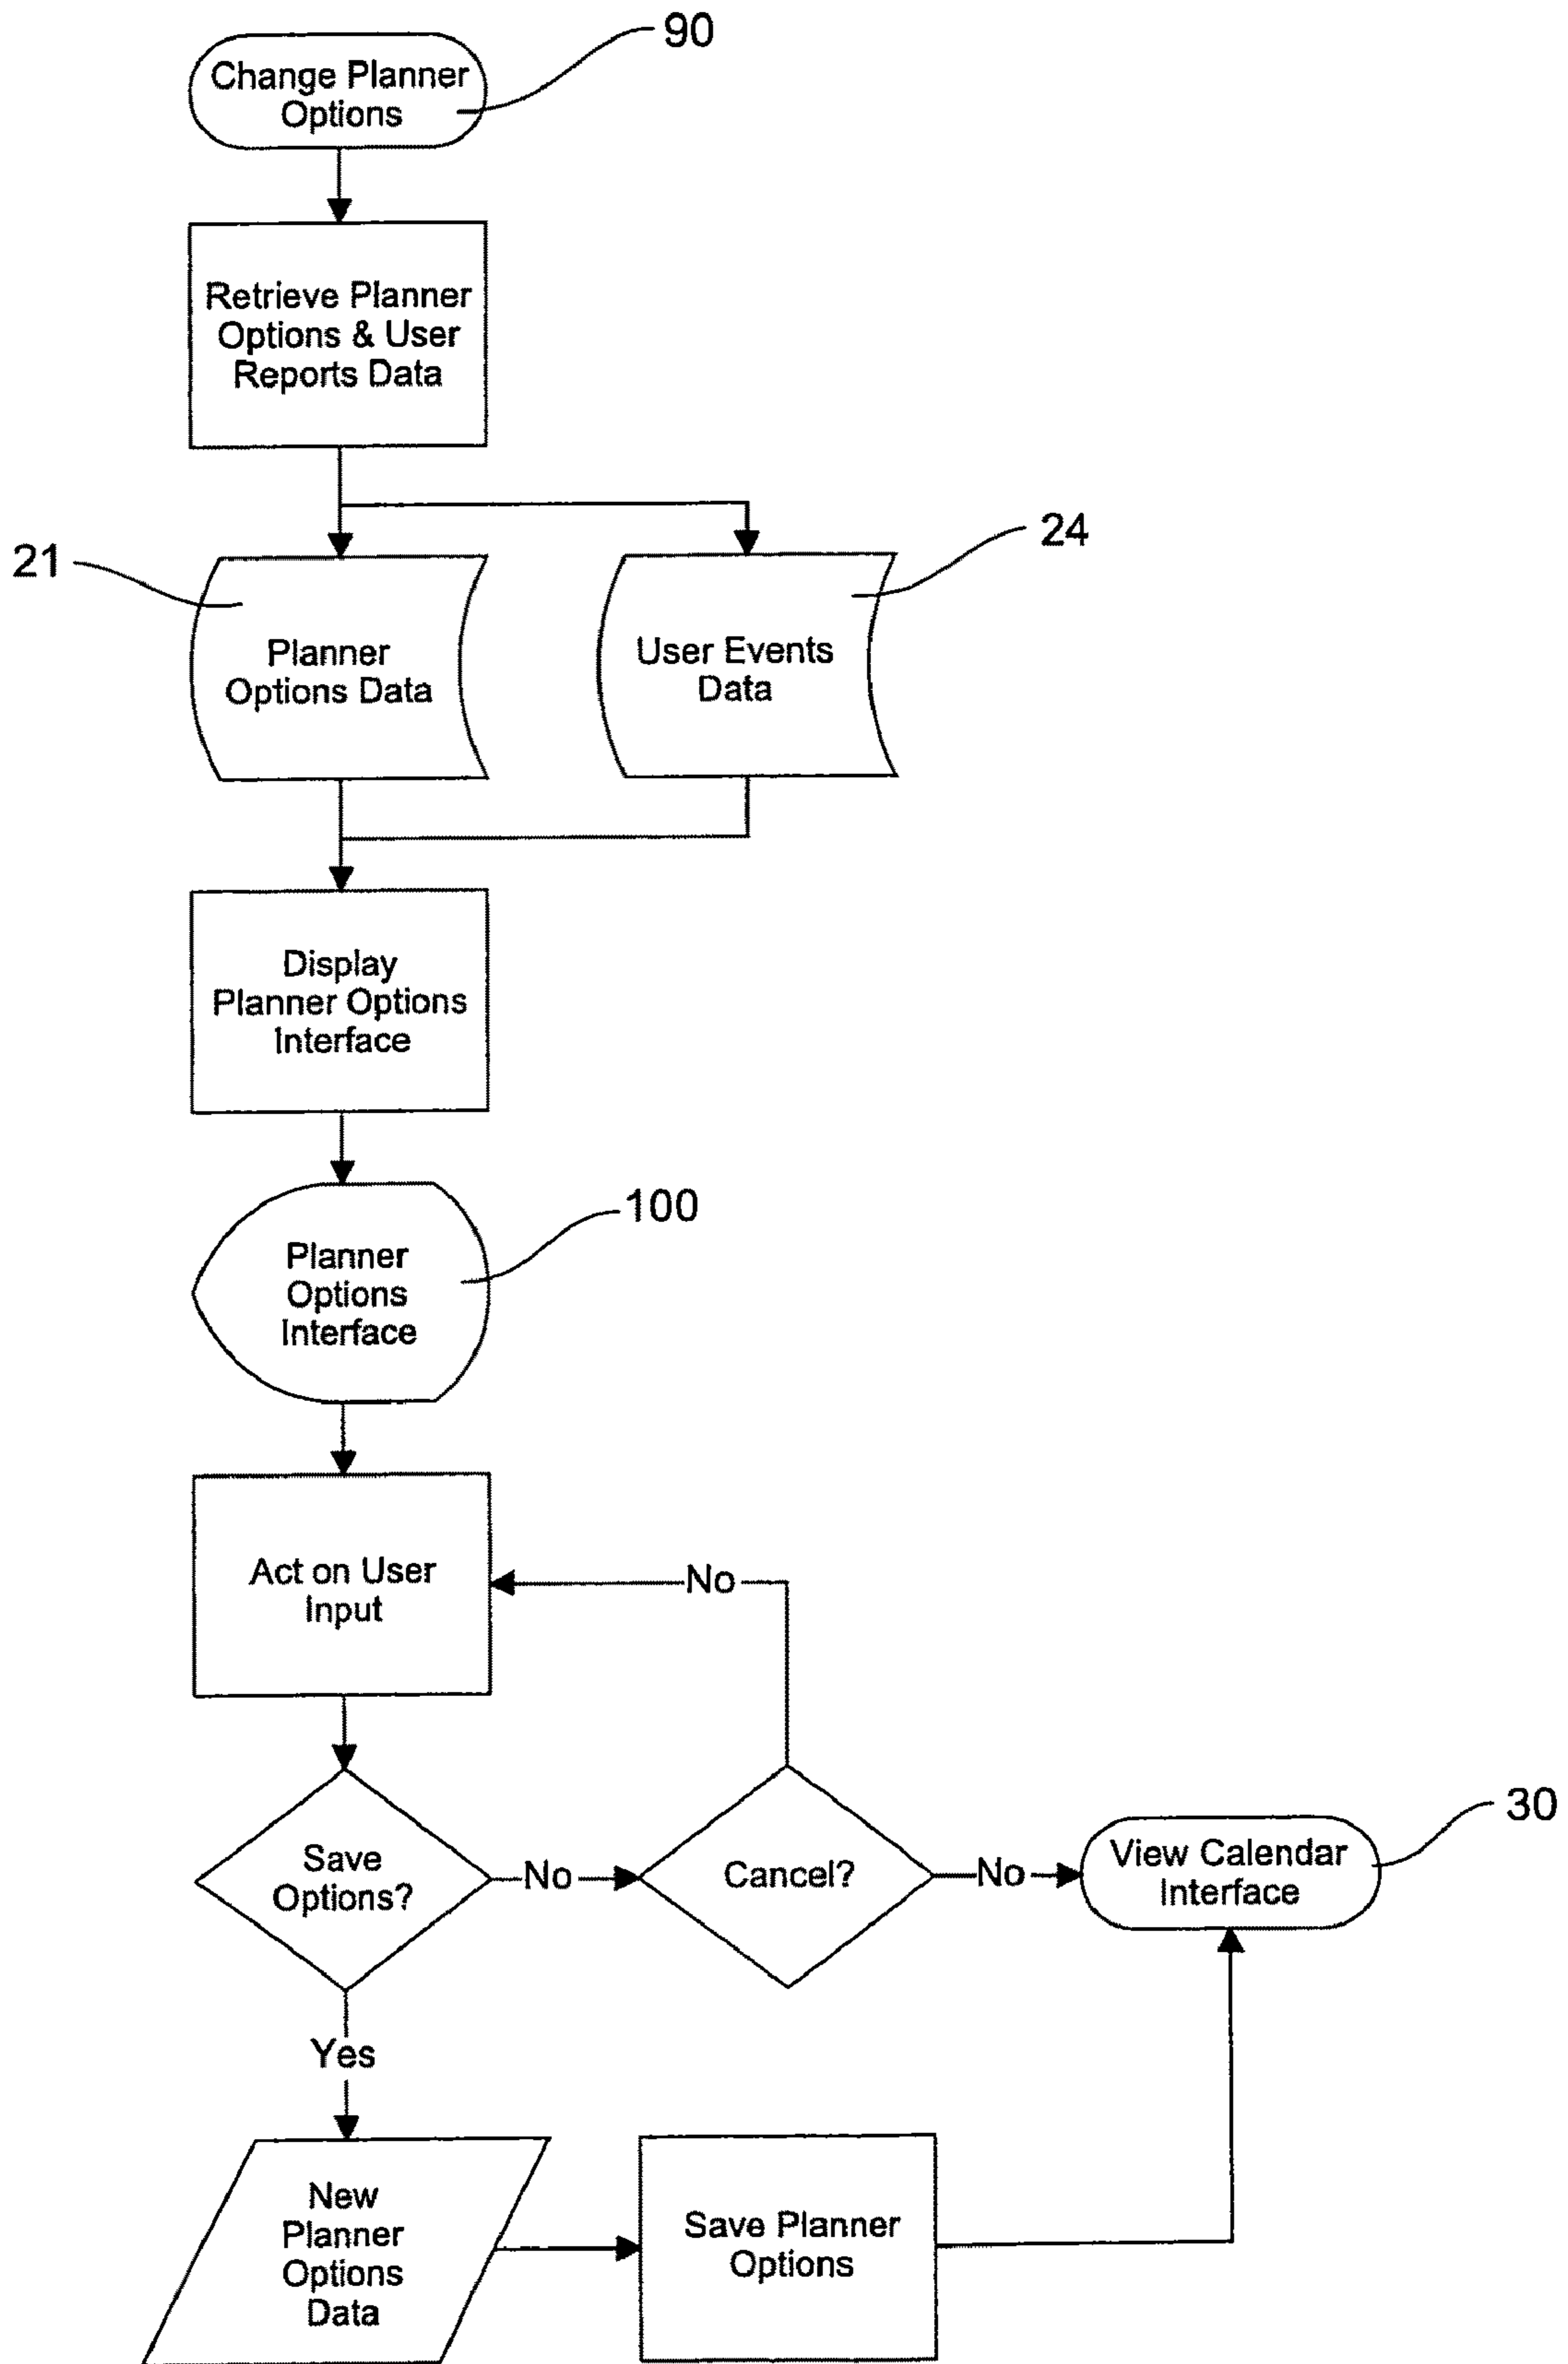 90
Change Planner
Options
Retrieve Planner
Options & User
Reports Data
21
24
Planner
Options Data
User Events
Data
Display
Planner Options
Interface
100
Planner
Options
Interface
Act on User
Input
No
30
Save
Options?
No
Cancel?
No
View Calendar
Interface
Yes
New
Planner
Options
Data
Save Planner
Options